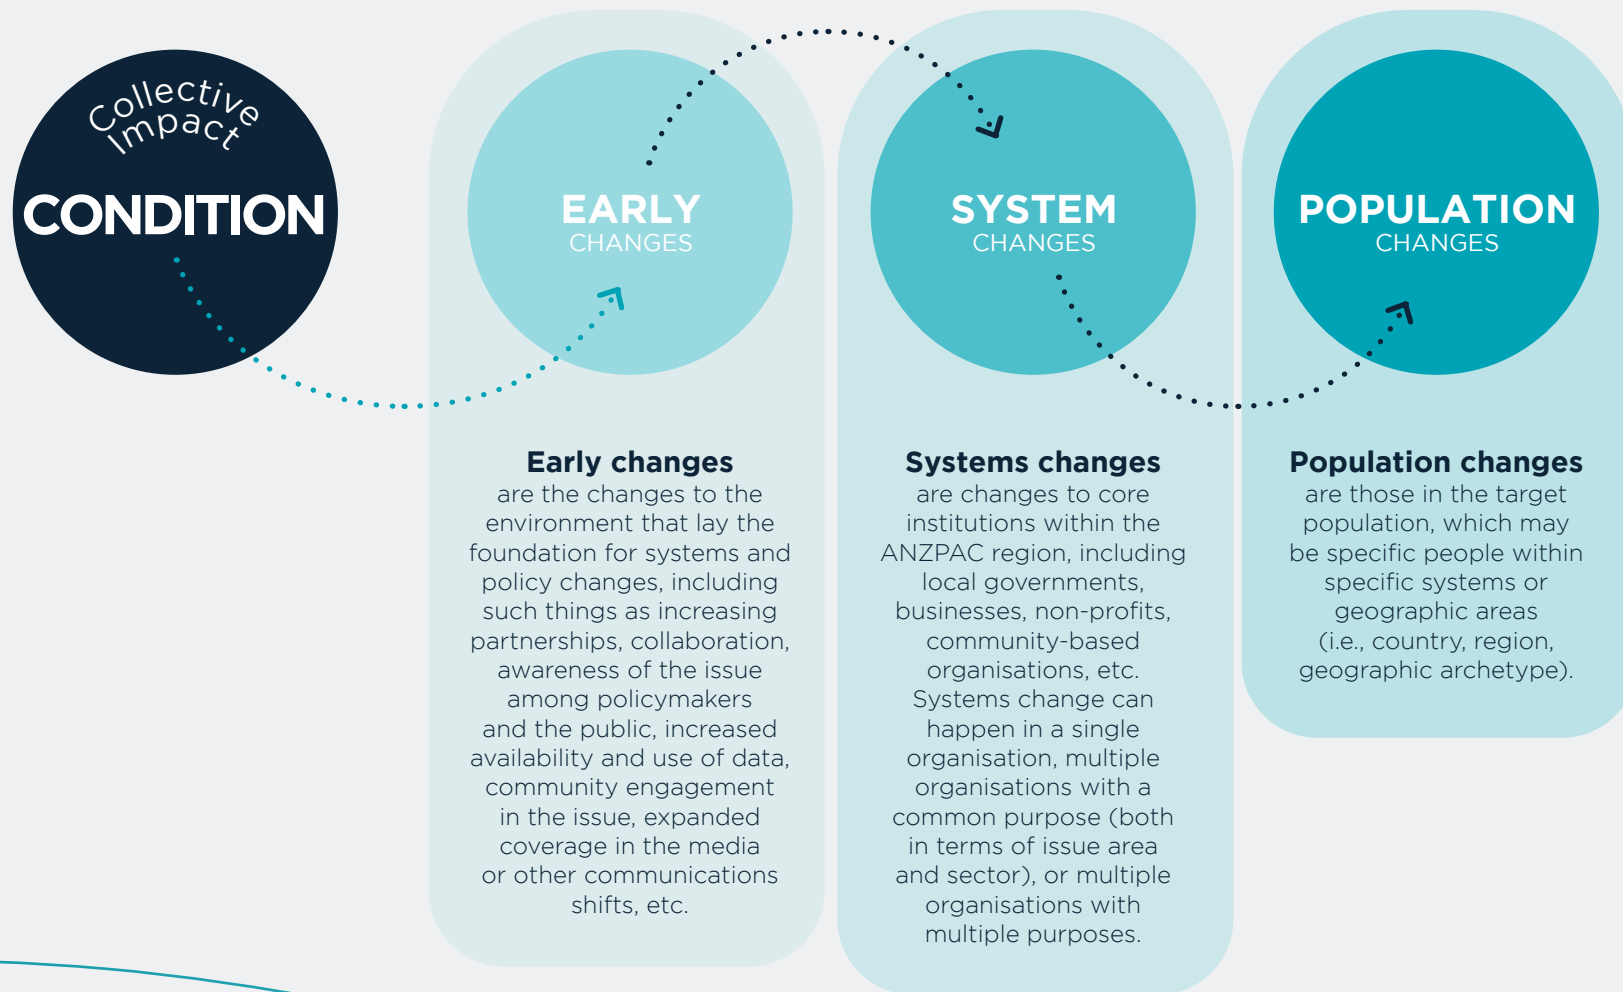 Collective
Impact
CONDITION
EARLY
CHANGES
SYSTEM
CHANGES
POPULATION
CHANGES
Early changes
are the changes to the
environment that lay the
foundation for systems and
policy changes, including
such things as increasing
partnerships, collaboration,
awareness of the issue
among policymakers
and the public, increased
availability and use of data,
community engagement
in the issue, expanded
coverage in the media
or other communications
shifts, etc.
Systems changes
are changes to core
institutions within the
ANZPAC region, including
local governments,
businesses, non-profits,
community-based
organisations, etc.
Systems change can
happen in a single
organisation, multiple
organisations with a
common purpose (both
in terms of issue area
and sector), or multiple
organisations with
multiple purposes.
Population changes
are those in the target
population, which may
be specific people within
specific systems or
geographic areas
(i.e., country, region,
geographic archetype).